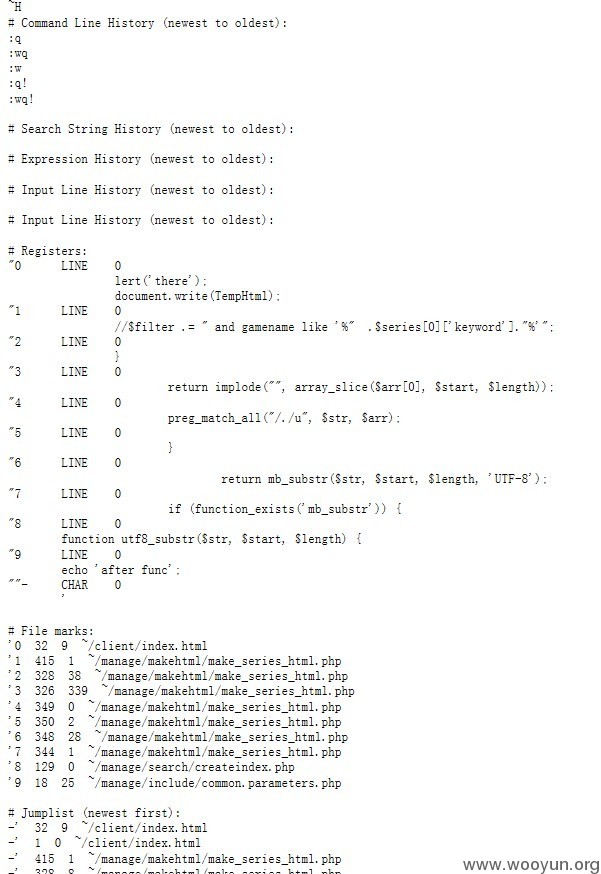 ~H
# Command Line History (newest to oldest):
:q
:wq
:w
:q!
:wq!
# Search String History (newest to oldest):
# Expression History (newest to oldest):
# Input Line History (newest to oldest):
# Input Line History (newest to oldest):
# Registers:
"0 LINE 0
lert('there');
document.write(TempHtml);
"1 LINE 0
//$filter .= " and gamename like '%" .$series[0]['keyword']."%'";
"2 LINE 0
}
"3 LINE 0
return implode("", array_slice($arr[0], $start, $length));
"4 LINE 0
preg_match_all("/./u", $str, $arr);
"5 LINE 0
}
"6 LINE 0
return mb_substr($str, $start, $length, 'UTF-8');
"7 LINE 0
if (function_exists('mb_substr')) {
"8 LINE 0
function utf8_substr($str, $start, $length) {
"9 LINE 0
echo 'after func';
""- CHAR 0
'
# File marks:
'0 32 9 ~/client/index.html
'1 415 1 ~/manage/makehtml/make_series_html.php
'2 328 38 ~/manage/makehtml/make_series_html.php
'3 326 339 ~/manage/makehtml/make_series_html.php
'4 349 0 ~/manage/makehtml/make_series_html.php
'5 350 2 ~/manage/makehtml/make_series_html.php
'6 348 28 ~/manage/makehtml/make_series_html.php
'7 344 1 ~/manage/makehtml/make_series_html.php
'8 129 0 ~/manage/search/createindex.php
'9 18 25 ~/manage/include/common.parameters.php
# Jumplist (newest first):
-' 32 9 ~/client/index.html
-' 1 0 ~/client/index.html
-' 415 1 ~/manage/makehtml/make_series_html.php
www.wooyun.org